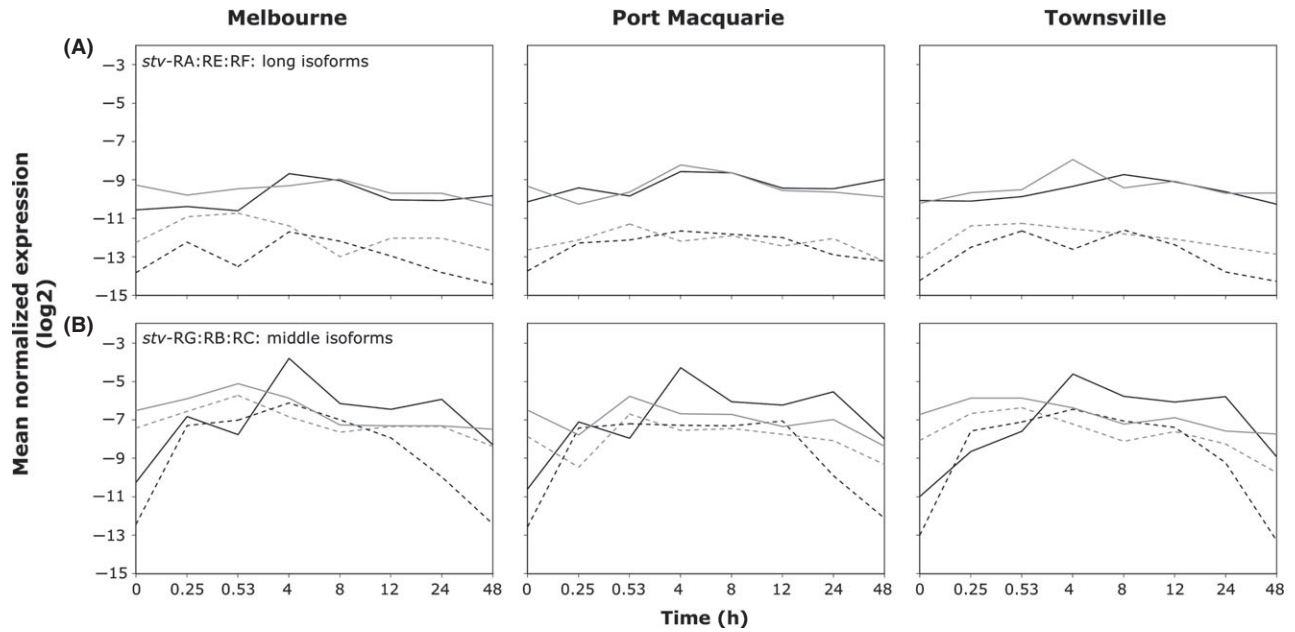 Melbourne Port Macquarie Townsville
(A)
stv-RA:RE:RF: long isoforms
−3
−5
−7
−9
−11
−13
−15
(B)
stv-RG:RB:RC: middle isoforms
−3
−5
−7
−9
−11
−13
−15
Mean normalized expression
(log2)
0 0.25 0.53 4 8 12 24 48 0 0.25 0.53 4 8 12 24 48 0 0.25 0.53 4 8 12 24 48
Time (h)